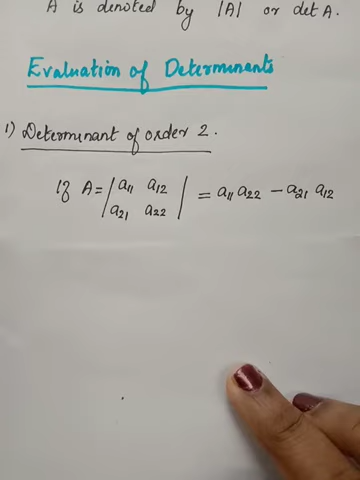 A is denoted by |A| or det A.
Evaluation of Determinants
1) Determinant of order 2.
If A = | a11 a12 | = a11 a22 - a21 a12
| a21 a22 |